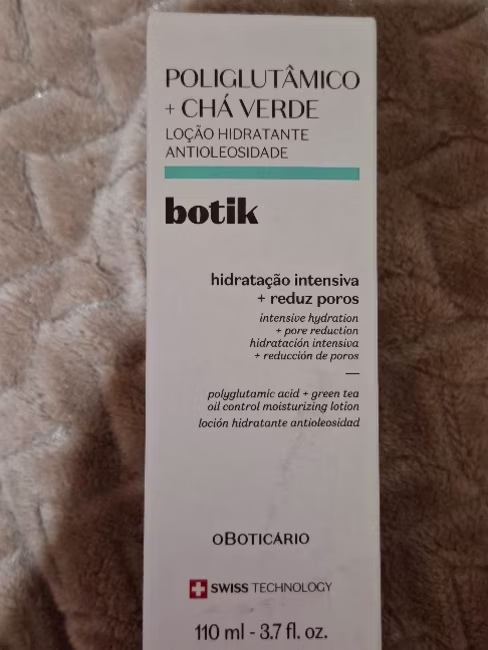 POLIGLUTÂMICO
+ CHÁ VERDE
LOÇÃO HIDRATANTE
ANTIOLEOSIDADE
botik
hidratação intensiva
+ reduz poros
intensive hydration
+ pore reduction
hidratación intensiva
+ reducción de poros
—
polyglutamic acid + green tea
oil control moisturizing lotion
loción hidratante antioleosidad
oBOTICÁRIO
SWISS TECHNOLOGY
110 ml - 3.7 fl. oz.